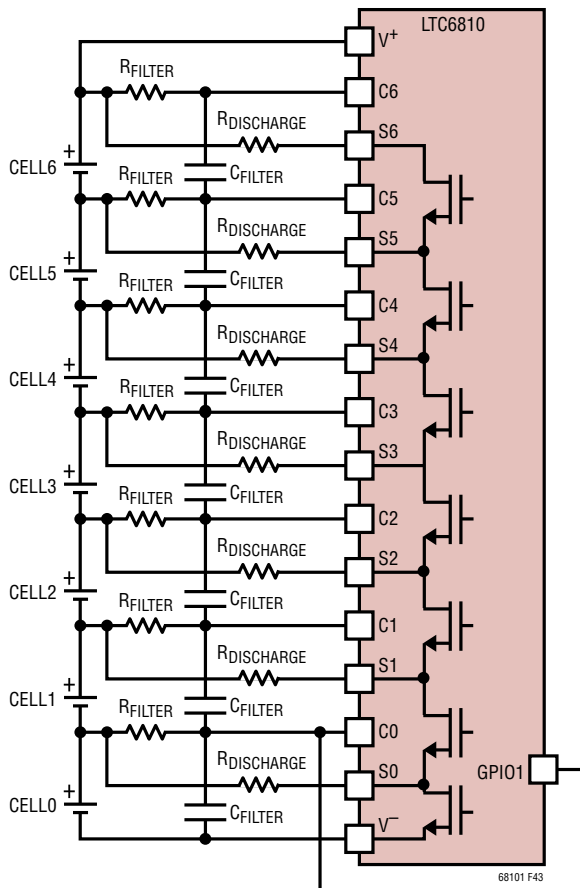 LTC6810
V+
RFILTER
C6
RDISCHARGE
S6
CELL6
+
RFILTER
CFILTER
C5
RDISCHARGE
S5
CELL5
+
RFILTER
CFILTER
C4
RDISCHARGE
S4
CELL4
+
RFILTER
CFILTER
C3
RDISCHARGE
S3
CELL3
+
RFILTER
CFILTER
C2
RDISCHARGE
S2
CELL2
+
RFILTER
CFILTER
C1
RDISCHARGE
S1
CELL1
+
RFILTER
CFILTER
C0
RDISCHARGE
S0
GPIO1
CELL0
+
CFILTER
V–
68101 F43